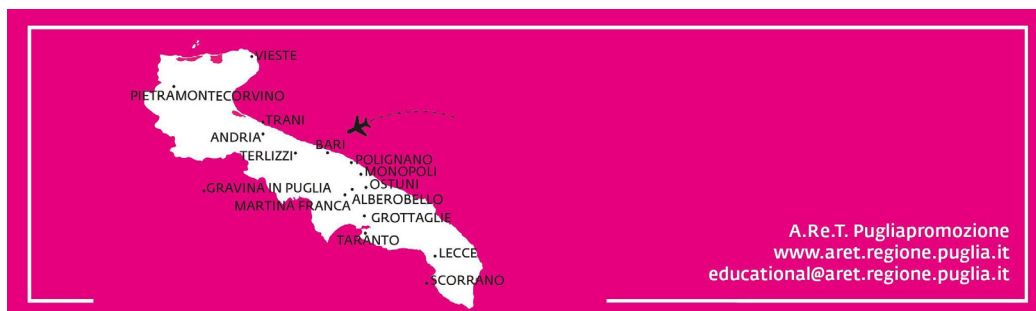 VIESTE
PIETRAMONTECORVINO
TRANI
ANDRIA
BARI
TERLIZZI
POLIGNANO
MONOPOLI
OSTUNI
GRAVINA IN PUGLIA
ALBEROBELLO
MARTINA FRANCA
GROTTAGLIE
TARANTO
LECCE
SCORRANO
A.Re.T. Pugliapromozione
www.aret.regione.puglia.it
educational@aret.regione.puglia.it